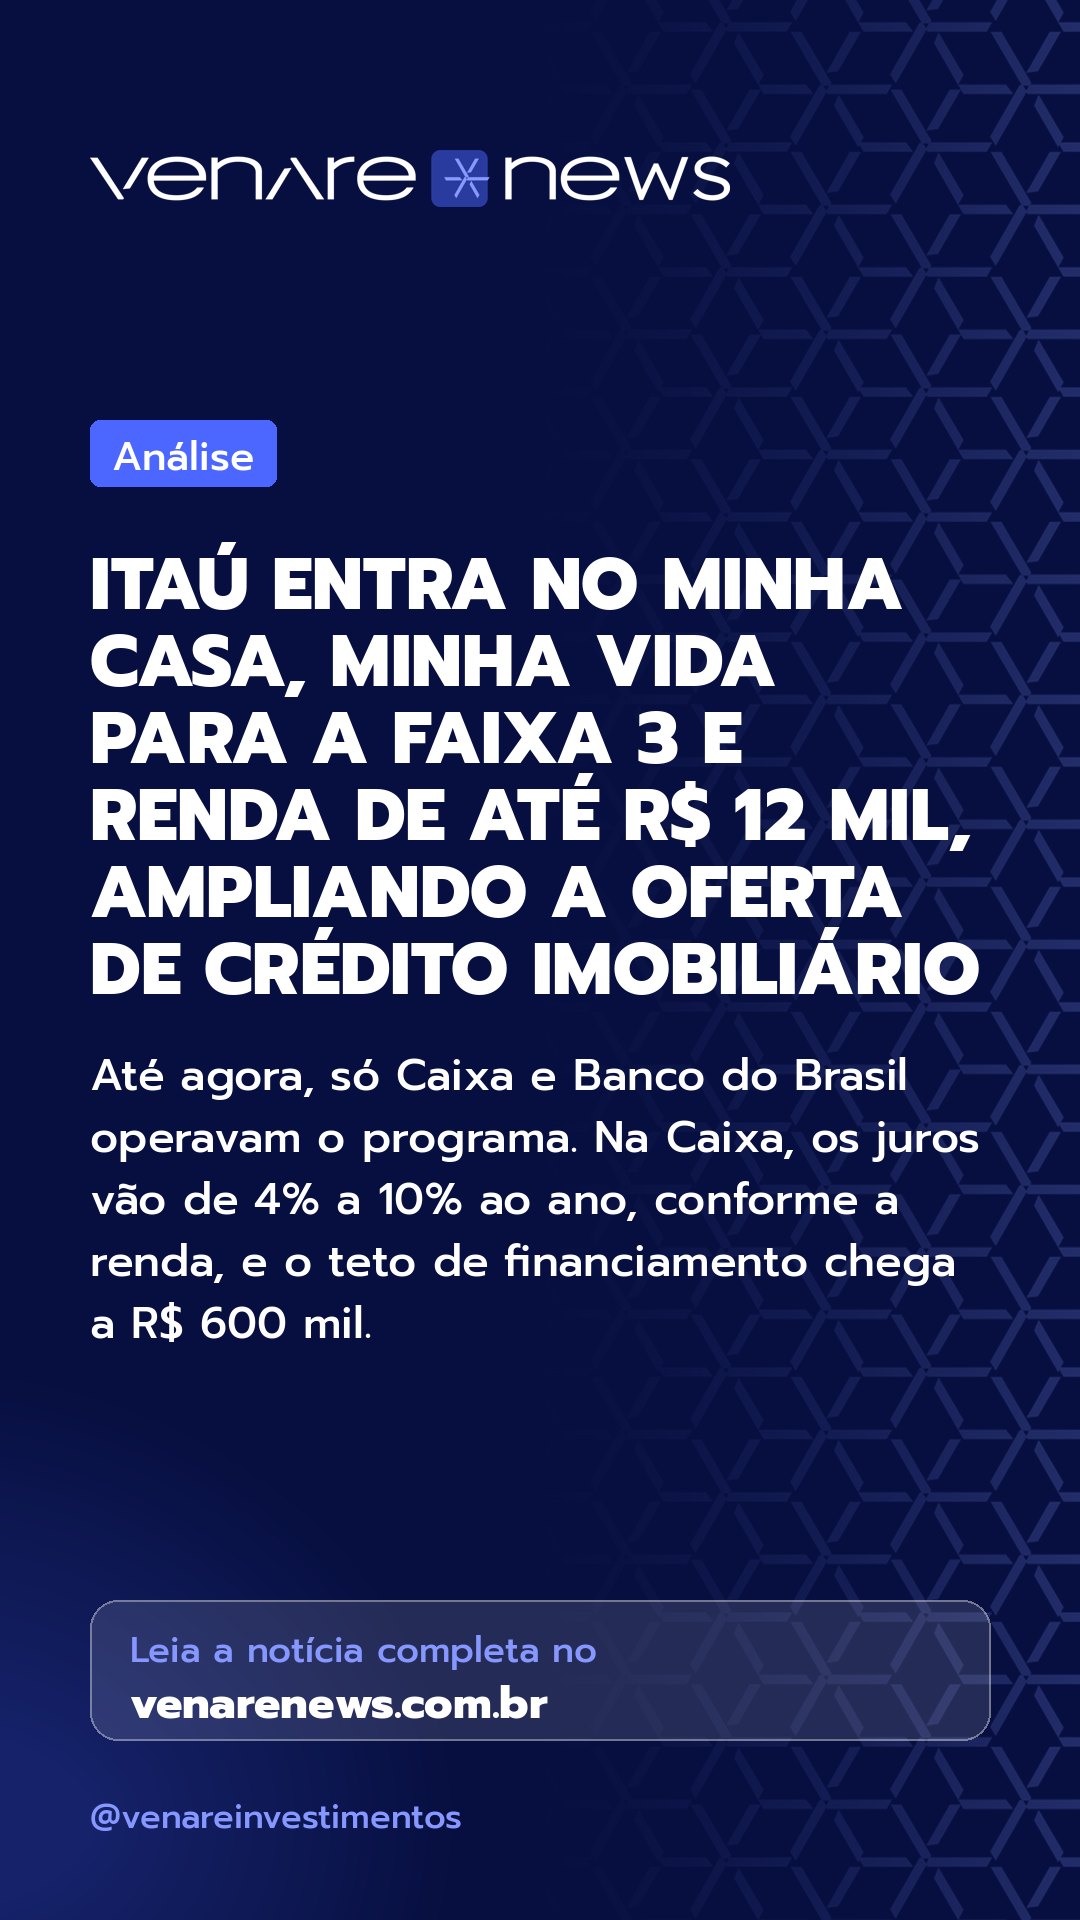 venare news
Análise
ITAÚ ENTRA NO MINHA
CASA, MINHA VIDA
PARA A FAIXA 3 E
RENDA DE ATÉ R$ 12 MIL,
AMPLIANDO A OFERTA
DE CRÉDITO IMOBILIÁRIO
Até agora, só Caixa e Banco do Brasil
operavam o programa. Na Caixa, os juros
vão de 4% a 10% ao ano, conforme a
renda, e o teto de financiamento chega
a R$ 600 mil.
Leia a notícia completa no
venarenews.com.br
@venareinvestimentos